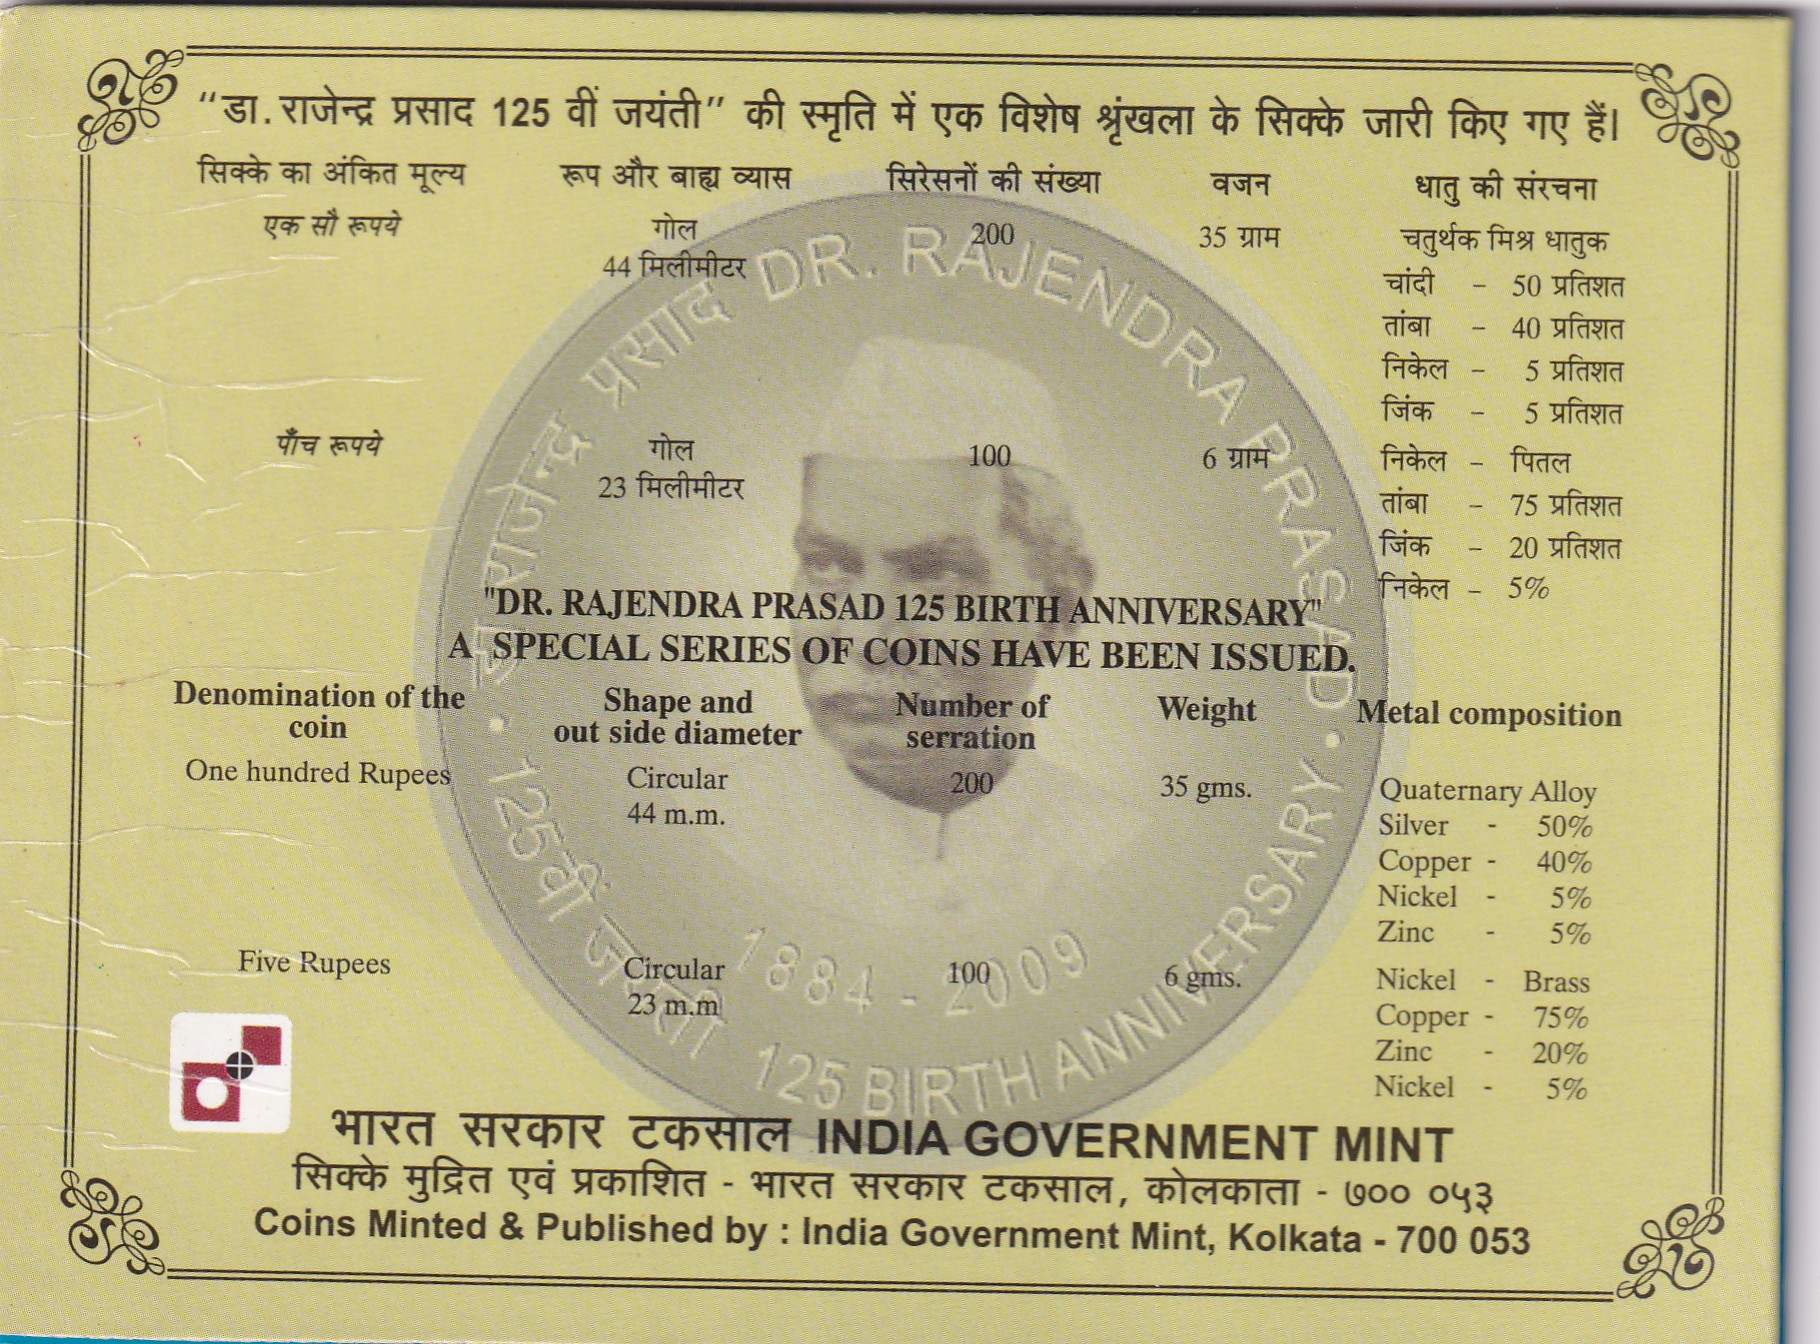 “डा. राजेन्द्र प्रसाद 125 वीं जयंती” की स्मृति में एक विशेष श्रृंखला के सिक्के जारी किए गए हैं।
सिक्के का अंकित मूल्य रूप और बाह्य व्यास सिरेसनों की संख्या वजन धातु की संरचना
एक सौ रूपये गोल 200 35 ग्राम चतुर्थक मिश्र धातुक
44 मिलीमीटर
चांदी - 50 प्रतिशत
तांबा - 40 प्रतिशत
निकेल - 5 प्रतिशत
जिंक - 5 प्रतिशत
पाँच रूपये गोल 100 6 ग्राम निकेल - पितल
23 मिलीमीटर तांबा - 75 प्रतिशत
जिंक - 20 प्रतिशत
निकेल - 5%
"DR. RAJENDRA PRASAD 125 BIRTH ANNIVERSARY"
A SPECIAL SERIES OF COINS HAVE BEEN ISSUED.
Denomination of the coin Shape and out side diameter Number of serration Weight Metal composition
One hundred Rupees Circular 200 35 gms. Quaternary Alloy
44 m.m.
Silver - 50%
Copper - 40%
Nickel - 5%
Zinc - 5%
Five Rupees Circular 100 6 gms. Nickel - Brass
23 m.m Copper - 75%
Zinc - 20%
Nickel - 5%
राजेन्द्र प्रसाद DR. RAJENDRA PRASAD
125वीं जयंती 125 BIRTH ANNIVERSARY
1884 - 2009
भारत सरकार टकसाल INDIA GOVERNMENT MINT
सिक्के मुद्रित एवं प्रकाशित - भारत सरकार टकसाल, कोलकाता - ७०० ०५३
Coins Minted & Published by : India Government Mint, Kolkata - 700 053